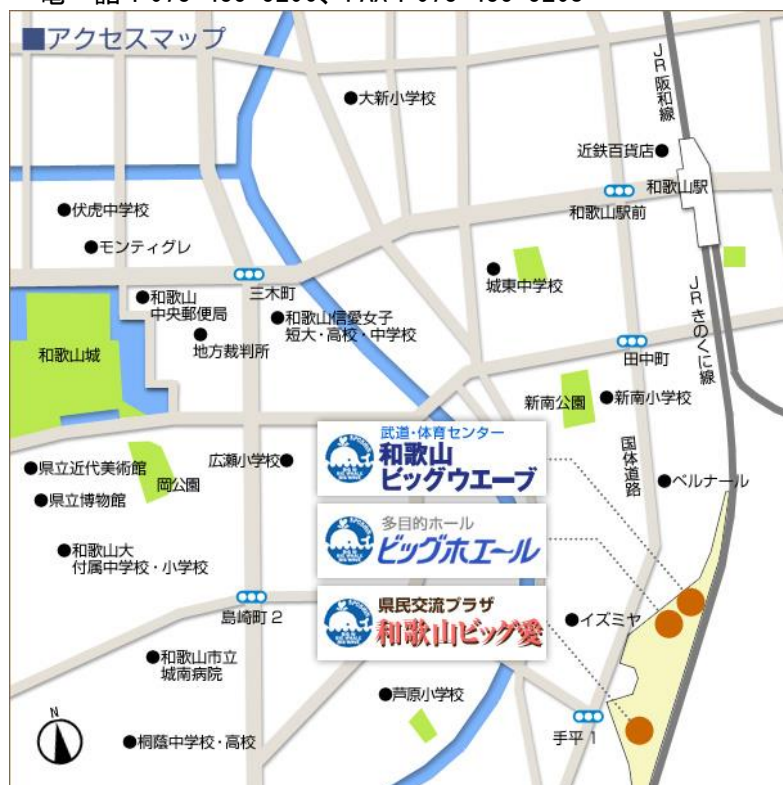 ■アクセスマップ
JR阪和線
●大新小学校
近鉄百貨店●
和歌山駅
和歌山駅前
●伏虎中学校
●モンティグレ
三木町
●城東中学校
●和歌山
中央郵便局
●和歌山信愛女子
短大・高校・中学校
●
地方裁判所
JRきのくに線
田中町
和歌山城
新南公園
●新南小学校
国体道路
武道・体育センター
和歌山
ビッグウエーブ
●県立近代美術館
岡公園
広瀬小学校●
●ベルナール
●県立博物館
多目的ホール
ビッグホエール
●和歌山大
付属中学校・小学校
島崎町2
県民交流プラザ
和歌山ビッグ愛
●イズミヤ
●和歌山市立
城南病院
●芦原小学校
手平1
N
●桐蔭中学校・高校